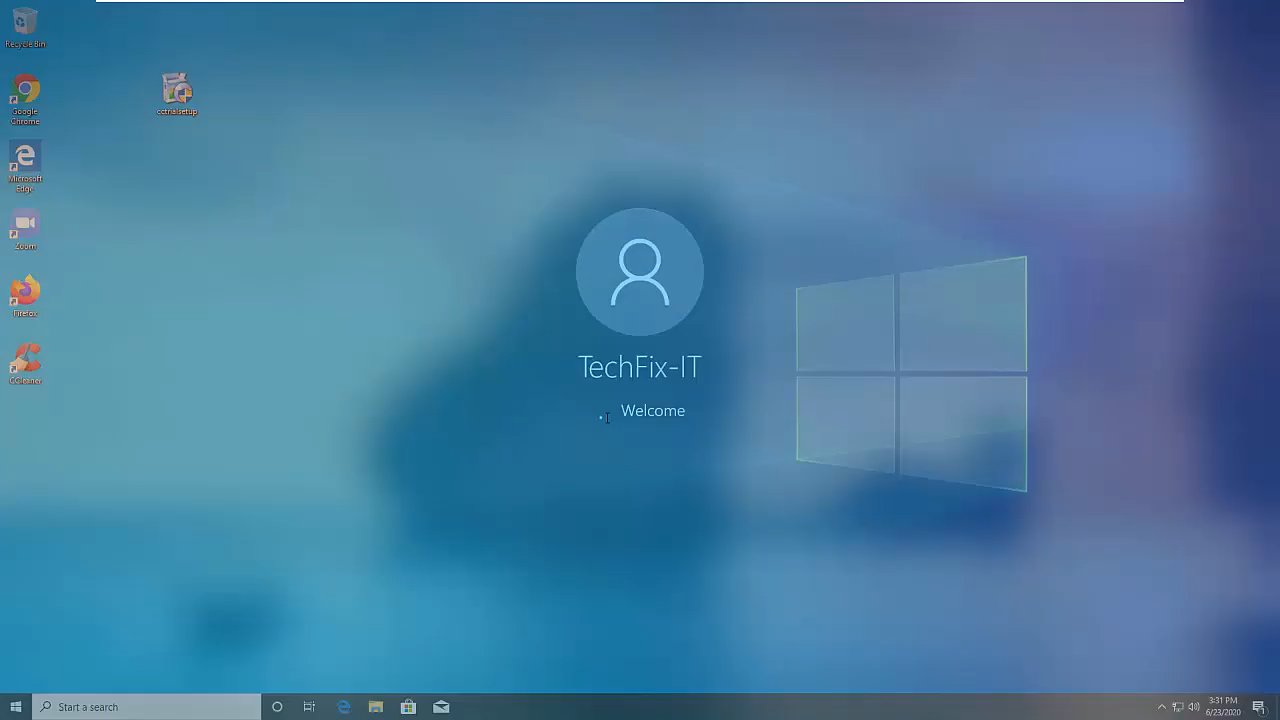 Recycle Bin
Google
Chrome
cctrialsetup
Microsoft
Edge
Zoom
Firefox
CCleaner
TechFix-IT
Welcome
Start a search
3:31 PM
6/23/2020
1